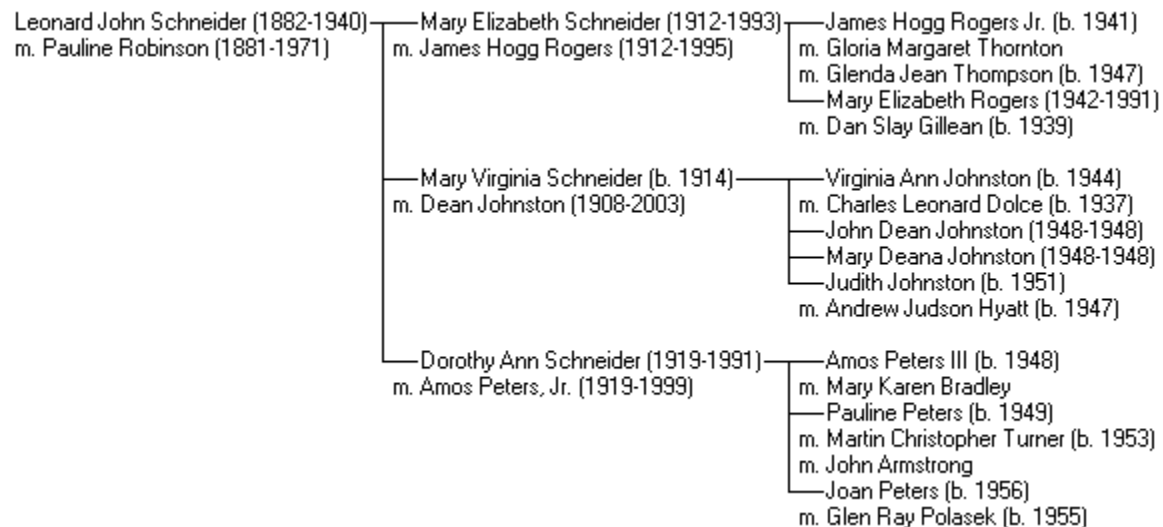 Leonard John Schneider (1882-1940)
m. Pauline Robinson (1881-1971)
Mary Elizabeth Schneider (1912-1993)
m. James Hogg Rogers (1912-1995)
James Hogg Rogers Jr. (b. 1941)
m. Gloria Margaret Thornton
m. Glenda Jean Thompson (b. 1947)
Mary Elizabeth Rogers (1942-1991)
m. Dan Slay Gillean (b. 1939)
Mary Virginia Schneider (b. 1914)
m. Dean Johnston (1908-2003)
Virginia Ann Johnston (b. 1944)
m. Charles Leonard Dolce (b. 1937)
John Dean Johnston (1948-1948)
Mary Deana Johnston (1948-1948)
Judith Johnston (b. 1951)
m. Andrew Judson Hyatt (b. 1947)
Dorothy Ann Schneider (1919-1991)
m. Amos Peters, Jr. (1919-1999)
Amos Peters III (b. 1948)
m. Mary Karen Bradley
Pauline Peters (b. 1949)
m. Martin Christopher Turner (b. 1953)
m. John Armstrong
Joan Peters (b. 1956)
m. Glen Ray Polasek (b. 1955)